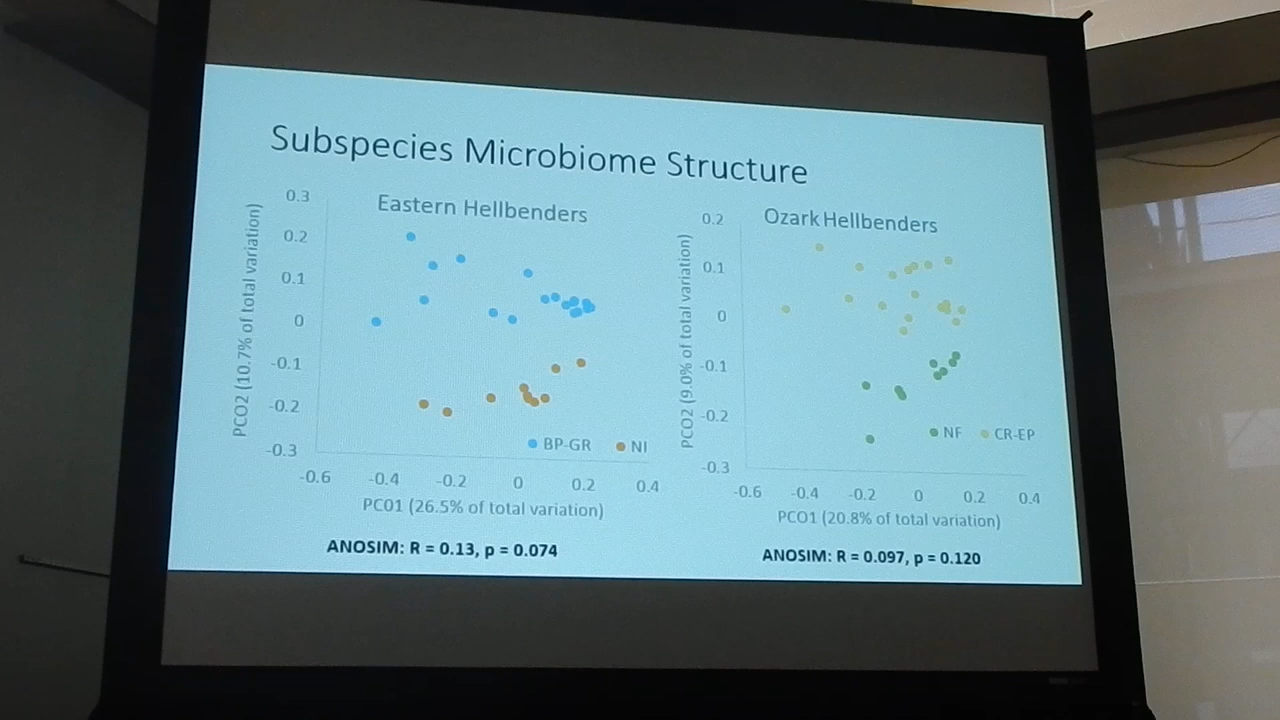 Subspecies Microbiome Structure
Eastern Hellbenders
PCO2 (10.7% of total variation)
0.3
0.2
0.1
0
-0.1
-0.2
-0.3
-0.6 -0.4 -0.2 0 0.2 0.4
BP-GR NI
PCO1 (26.5% of total variation)
ANOSIM: R = 0.13, p = 0.074
Ozark Hellbenders
PCO2 (9.0% of total variation)
0.2
0.1
0
-0.1
-0.2
-0.3
-0.6 -0.4 -0.2 0 0.2 0.4
NF CR-EP
PCO1 (20.8% of total variation)
ANOSIM: R = 0.097, p = 0.120